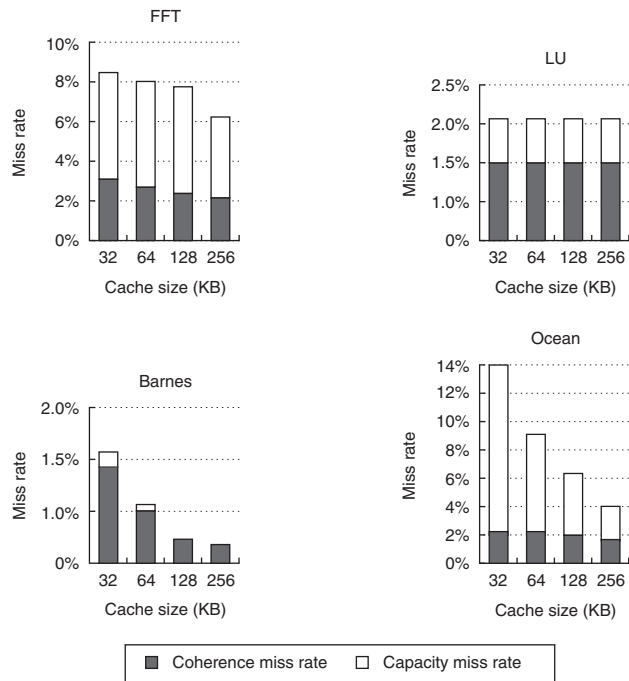 FFT
10%
8%
6%
4%
2%
0%
Miss rate
32 64 128 256
Cache size (KB)
LU
2.5%
2.0%
1.5%
1.0%
0%
Miss rate
32 64 128 256
Cache size (KB)
Barnes
2.0%
1.5%
1.0%
0%
Miss rate
32 64 128 256
Cache size (KB)
Ocean
14%
12%
10%
8%
6%
4%
2%
0%
Miss rate
32 64 128 256
Cache size (KB)
Coherence miss rate Capacity miss rate